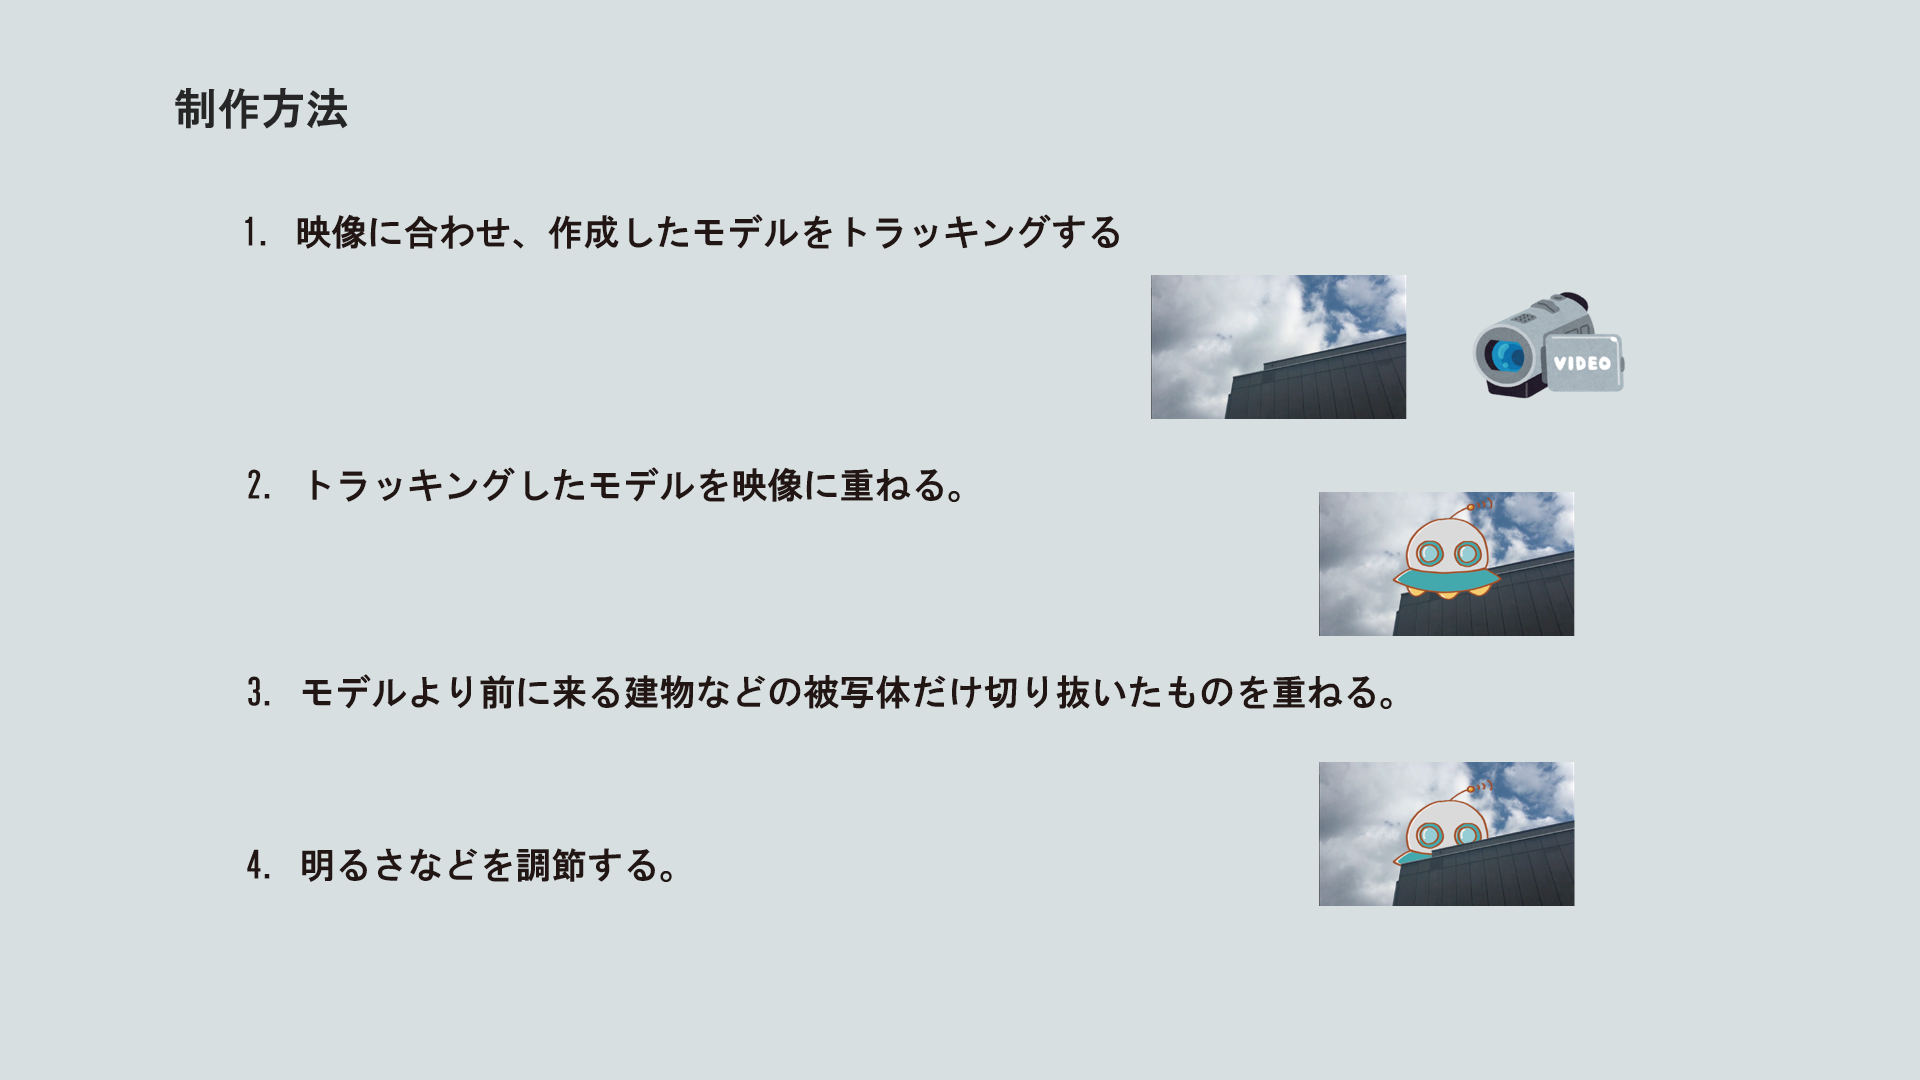 制作方法
1. 映像に合わせ、作成したモデルをトラッキングする
VIDEO
2. トラッキングしたモデルを映像に重ねる。
3. モデルより前に来る建物などの被写体だけ切り抜いたものを重ねる。
4. 明るさなどを調節する。